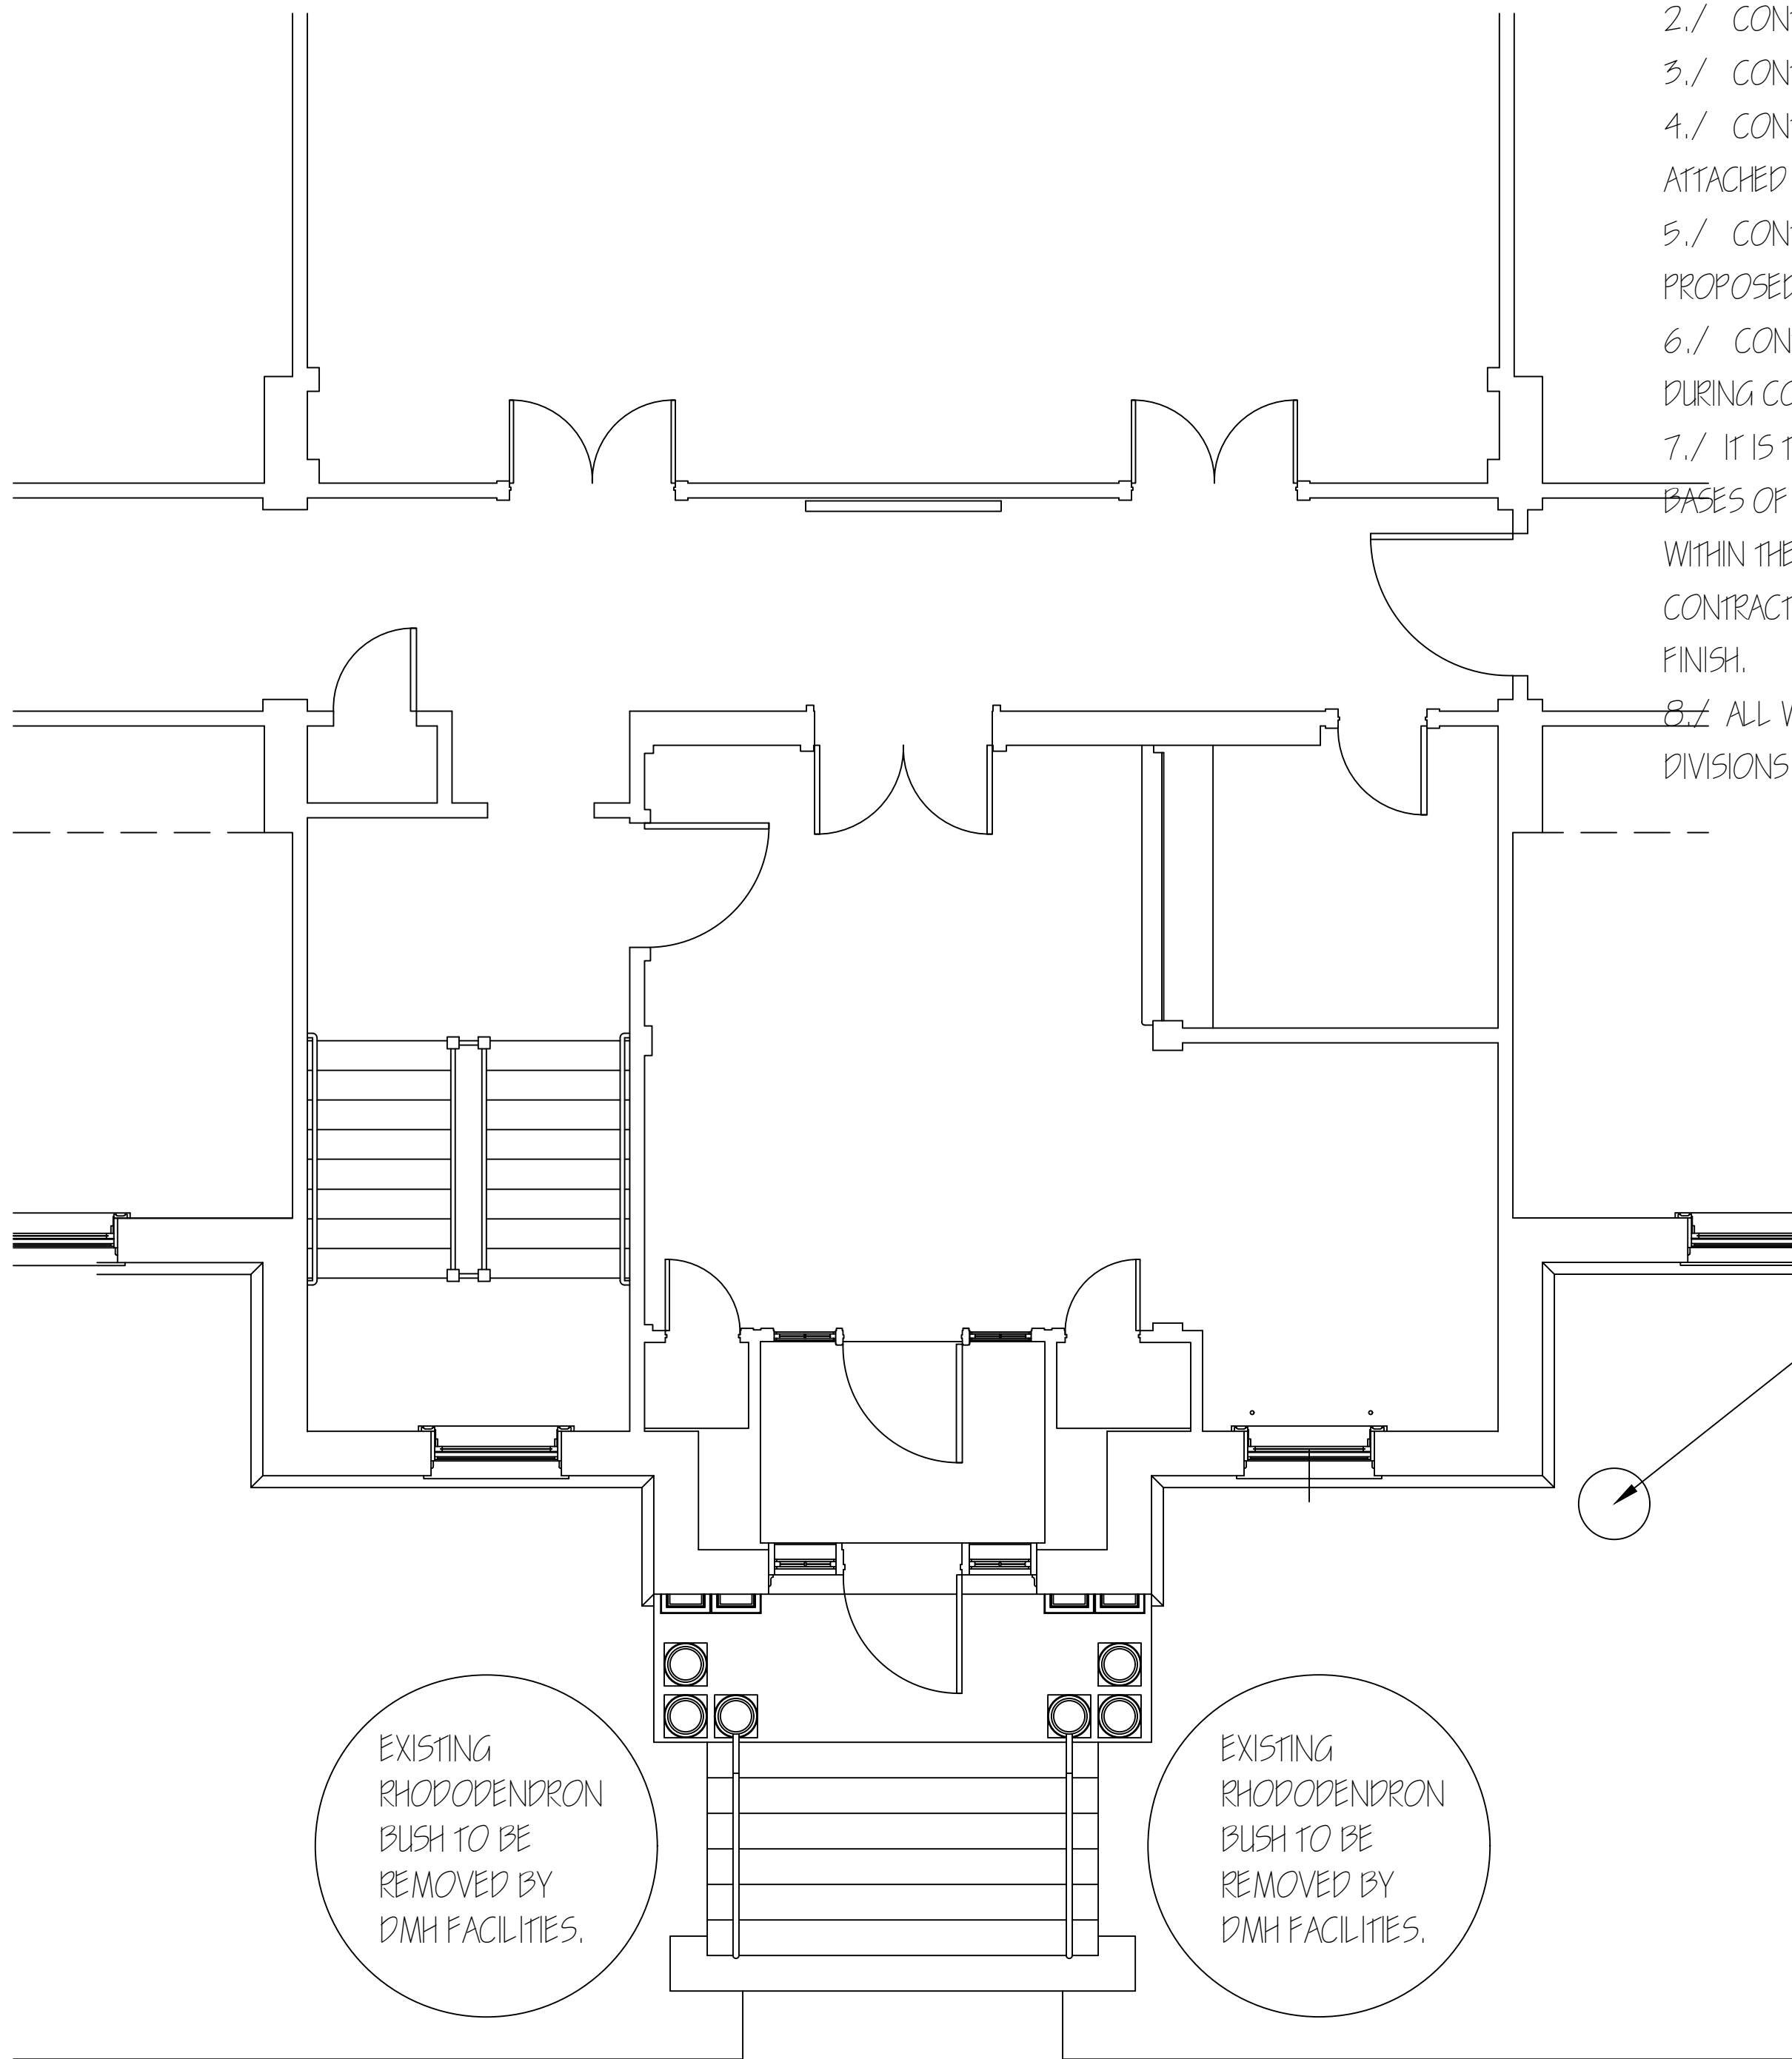 2./ CON
3./ CON
4./ CON
ATTACHED
5./ CON
PROPOSED
6./ CON
DURING CO
7./ IT IS T
BASES OF
WITHIN THE
CONTRACT
FINISH.
8./ ALL W
DIVISIONS
EXISTING
RHODODENDRON
BUSH TO BE
REMOVED BY
DMH FACILITIES.
EXISTING
RHODODENDRON
BUSH TO BE
REMOVED BY
DMH FACILITIES.